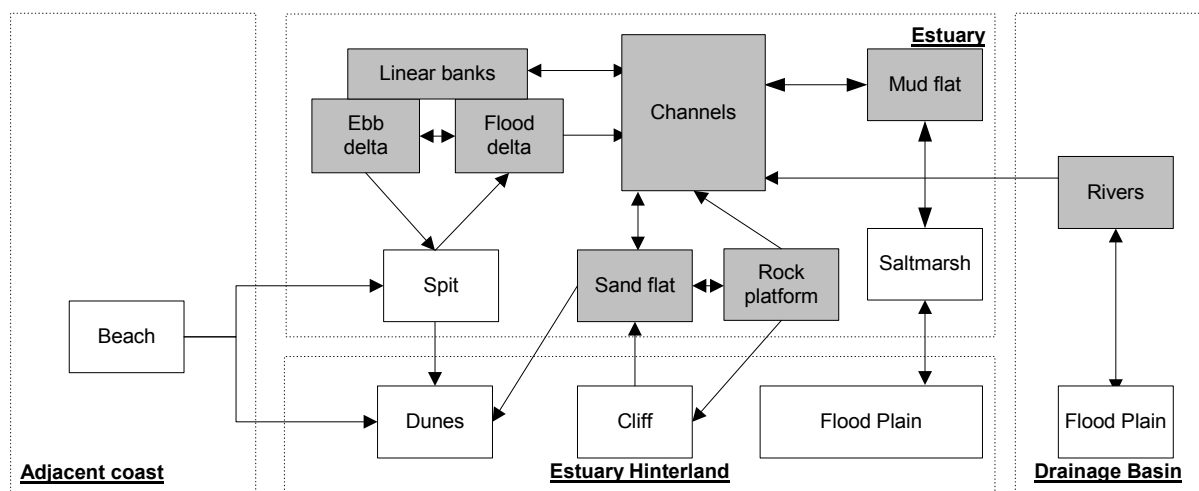 Estuary
Linear banks
Channels
Mud flat
Ebb
delta
Flood
delta
Rivers
Spit
Sand flat
Rock
platform
Saltmarsh
Beach
Dunes
Cliff
Flood Plain
Flood Plain
Adjacent coast
Estuary Hinterland
Drainage Basin